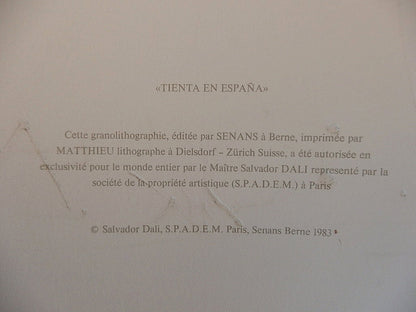 «TIENTA EN ESPAÑA»
Cette granolithographie, éditée par SENANS à Berne, imprimée par
MATTHIEU lithographe à Dielsdorf – Zürich Suisse, a été autorisée en
exclusivité pour le monde entier par le Maître Salvador DALI representé par la
société de la propriété artistique (S.P.A.D.E.M.) à Paris
© Salvador Dali, S.P.A.D.E.M. Paris, Senans Berne 1983